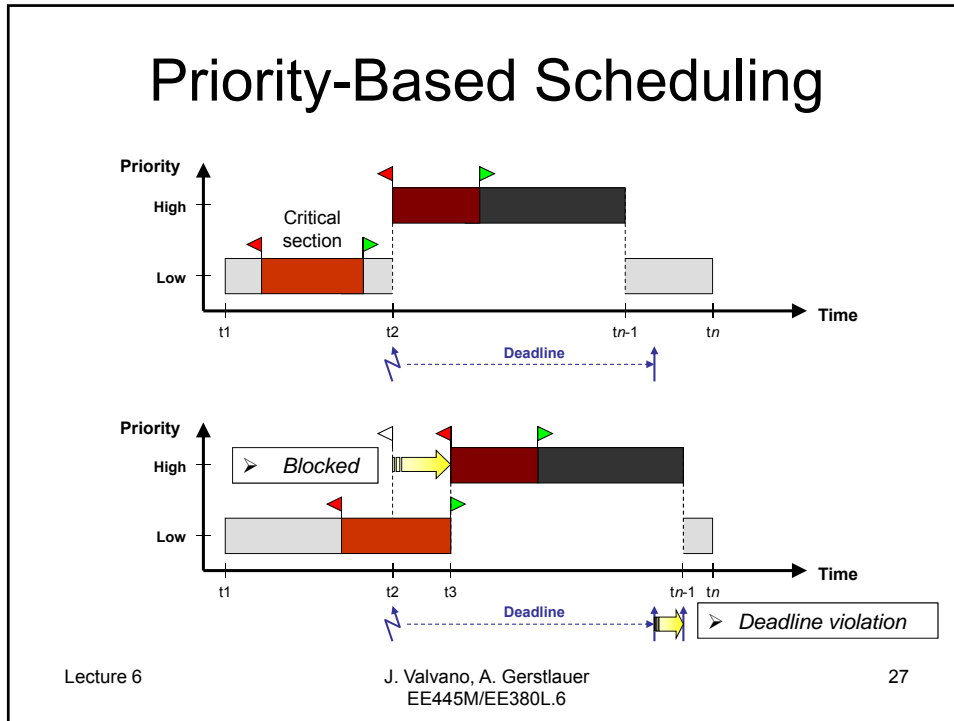 Priority-Based Scheduling
Priority
High
Critical
section
Low
t1
t2
tn-1
tn
Time
Deadline
Priority
➢ Blocked
High
Low
t1
t2
t3
tn-1
tn
Time
Deadline
➢ Deadline violation
Lecture 6
J. Valvano, A. Gerstlauer
EE445M/EE380L.6
27